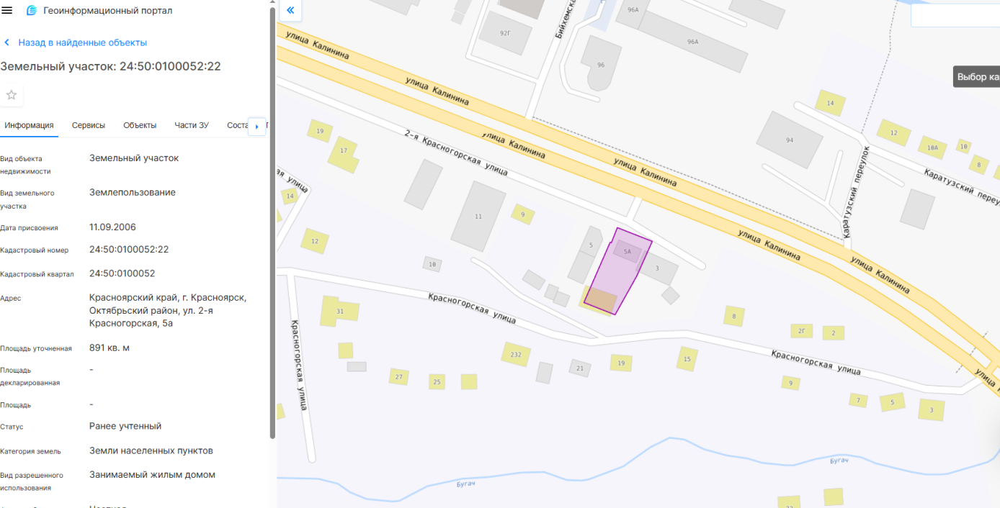 Геоинформационный портал
Назад в найденные объекты
Земельный участок: 24:50:0100052:22
Информация
Сервисы
Объекты
Части ЗУ
Вид объекта недвижимости
Земельный участок
Вид земельного участка
Землепользование
Дата присвоения
11.09.2006
Кадастровый номер
24:50:0100052:22
Кадастровый квартал
24:50:0100052
Адрес
Красноярский край, г. Красноярск,
Октябрьский район, ул. 2-я
Красногорская, 5а
Площадь уточненная
891 кв. м
Площадь декларированная
-
Площадь
-
Статус
Ранее учтенный
Категория земель
Земли населенных пунктов
Вид разрешенного использования
Занимаемый жилым домом
Выбор ка
96А
92Г
96А
96
улица Калинина
улица Калинина
улица Калинина
улица Калинина
улица Калинина
улица Калинина
2-я Красногорская улица
14
94
12
10А
10
8
Каратузский переулок
Каратузский переу
19
17
14
12
11
9
5
5А
3
10
Красногорская улица
Красногорская улица
Красногорская улица
31
232
27
25
21
19
15
8
2Г
2
9
7
5
3
Бугач
Бугач